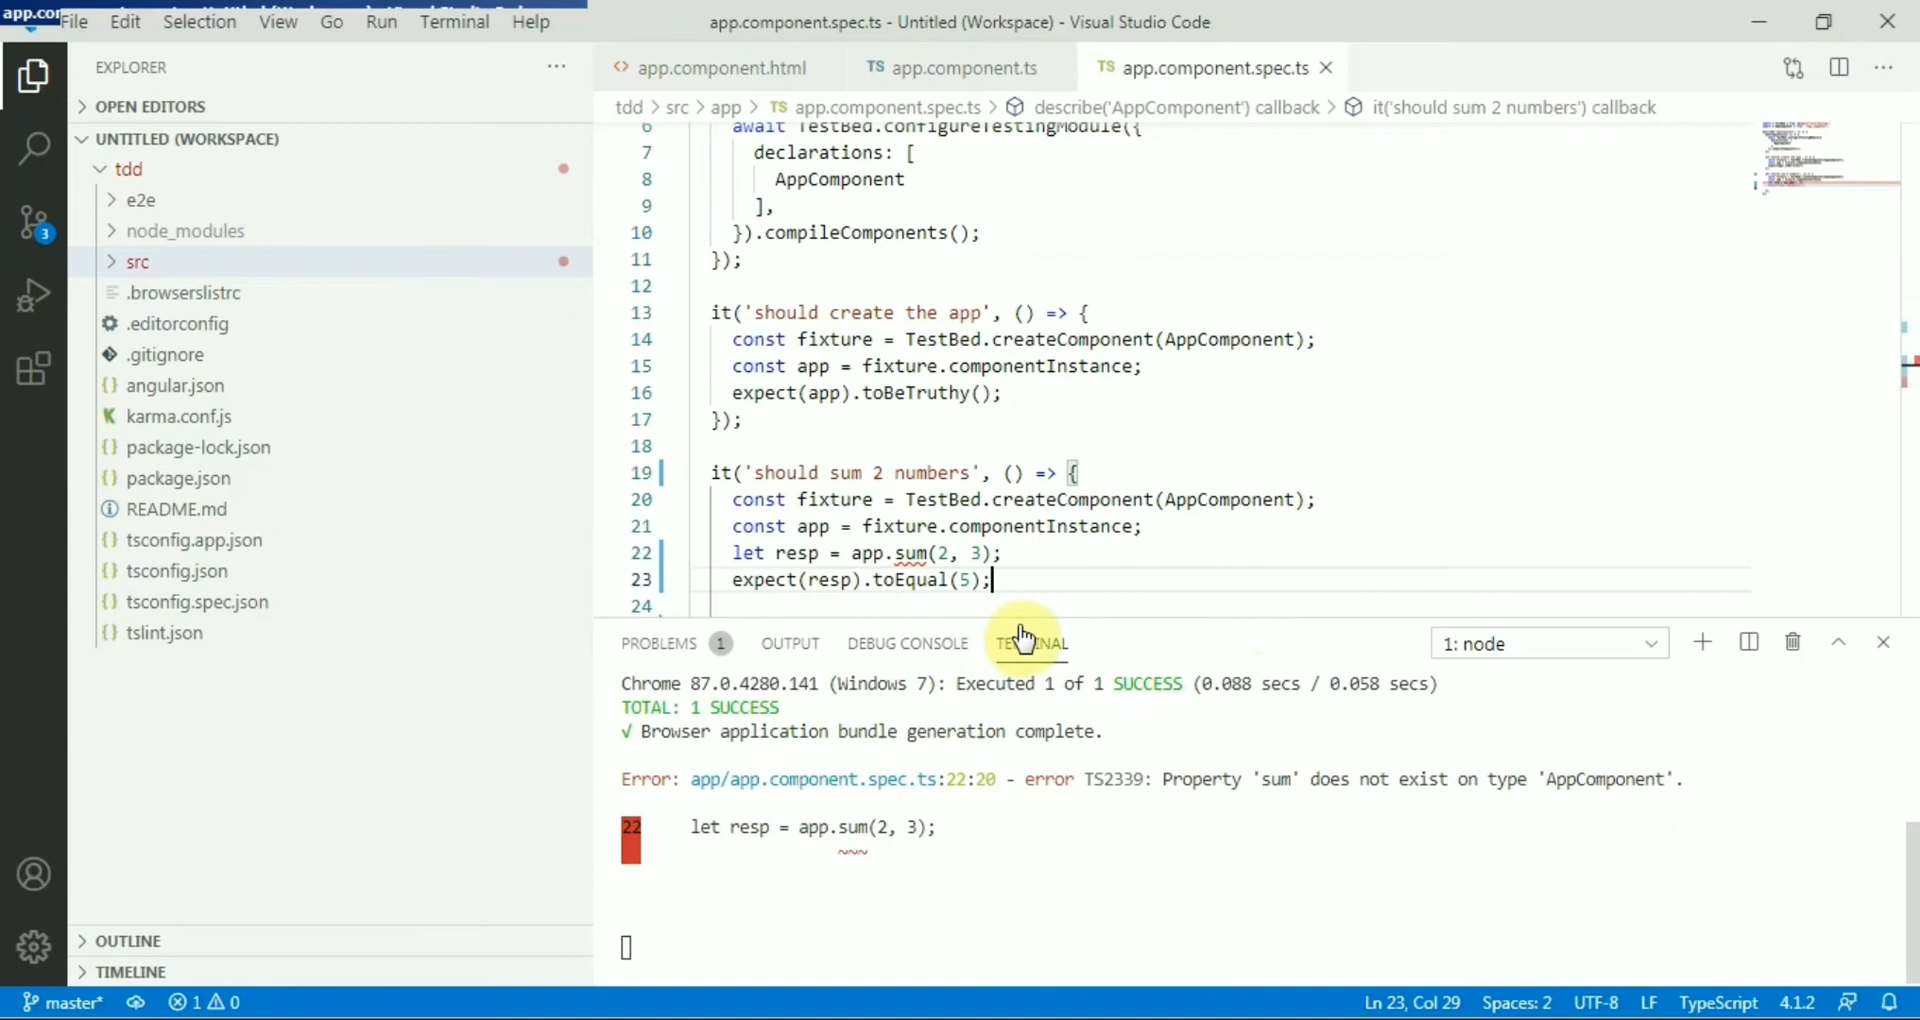 app.com
File Edit Selection View Go Run Terminal Help
app.component.spec.ts - Untitled (Workspace) - Visual Studio Code
EXPLORER
OPEN EDITORS
UNTITLED (WORKSPACE)
tdd
e2e
node_modules
src
.browserslistrc
.editorconfig
.gitignore
angular.json
karma.conf.js
package-lock.json
package.json
README.md
tsconfig.app.json
tsconfig.json
tsconfig.spec.json
tslint.json
OUTLINE
TIMELINE
3
<> app.component.html TS app.component.ts TS app.component.spec.ts
tdd > src > app > TS app.component.spec.ts > describe('AppComponent') callback > it('should sum 2 numbers') callback
6 await TestBed.configureTestingModule({
7 declarations: [
8 AppComponent
9 ],
10 }).compileComponents();
11 });
12
13 it('should create the app', () => {
14 const fixture = TestBed.createComponent(AppComponent);
15 const app = fixture.componentInstance;
16 expect(app).toBeTruthy();
17 });
18
19 it('should sum 2 numbers', () => {
20 const fixture = TestBed.createComponent(AppComponent);
21 const app = fixture.componentInstance;
22 let resp = app.sum(2, 3);
23 expect(resp).toEqual(5);
24
PROBLEMS 1 OUTPUT DEBUG CONSOLE TERMINAL 1: node
Chrome 87.0.4280.141 (Windows 7): Executed 1 of 1 SUCCESS (0.088 secs / 0.058 secs)
TOTAL: 1 SUCCESS
√ Browser application bundle generation complete.
Error: app/app.component.spec.ts:22:20 - error TS2339: Property 'sum' does not exist on type 'AppComponent'.
22 let resp = app.sum(2, 3);
~~~
master* 1 0 Ln 23, Col 29 Spaces: 2 UTF-8 LF TypeScript 4.1.2